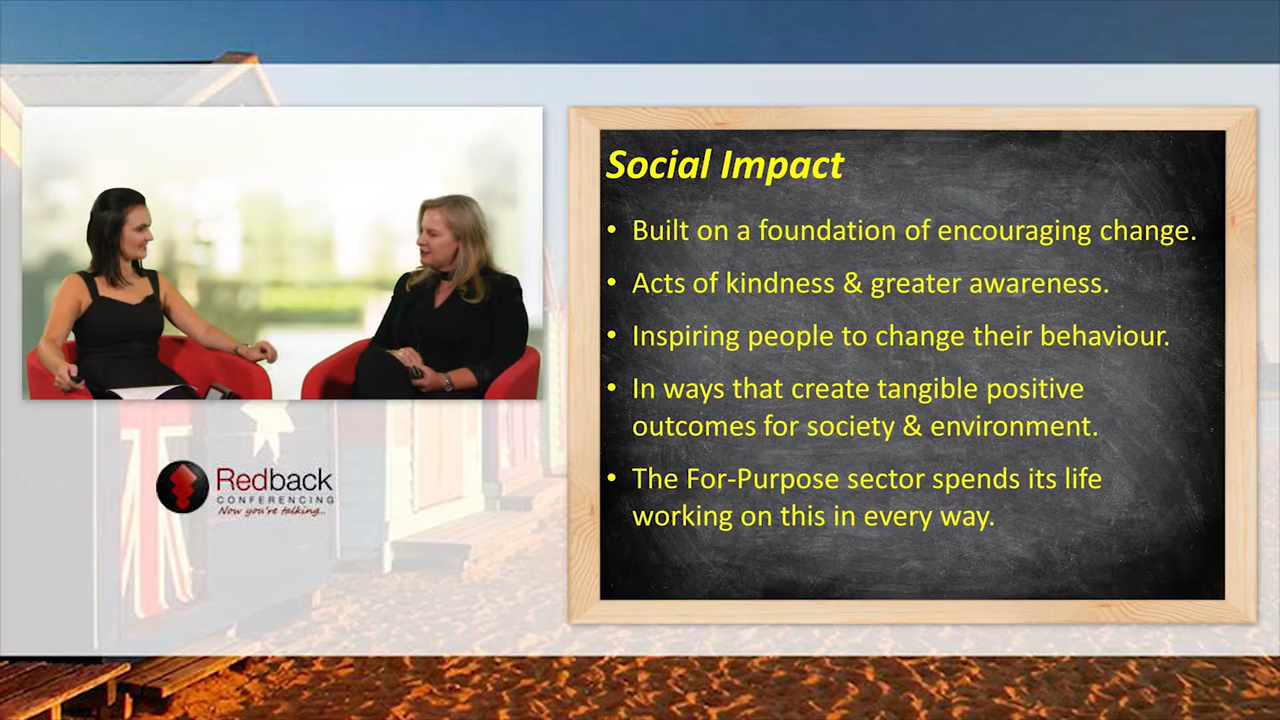 Social Impact
• Built on a foundation of encouraging change.
• Acts of kindness & greater awareness.
• Inspiring people to change their behaviour.
• In ways that create tangible positive
outcomes for society & environment.
• The For-Purpose sector spends its life
working on this in every way.
Redback
CONFERENCING
Now you're talking...